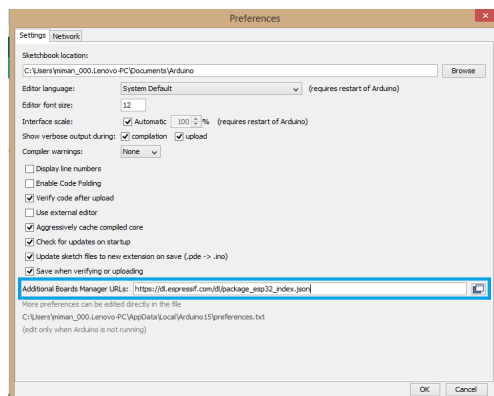 Preferences
Settings Network
Sketchbook location:
C:\Users\miman_000.Lenovo-PC\Documents\Arduino Browse
Editor language: System Default (requires restart of Arduino)
Editor font size: 12
Interface scale: Automatic 100 % (requires restart of Arduino)
Show verbose output during: compilation upload
Compiler warnings: None
Display line numbers
Enable Code Folding
Verify code after upload
Use external editor
Aggressively cache compiled core
Check for updates on startup
Update sketch files to new extension on save (.pde -> .ino)
Save when verifying or uploading
Additional Boards Manager URLs: https://dl.espressif.com/dl/package_esp32_index.json
More preferences can be edited directly in the file
C:\Users\miman_000.Lenovo-PC\AppData\Local\Arduino15\preferences.txt
(edit only when Arduino is not running)
OK Cancel